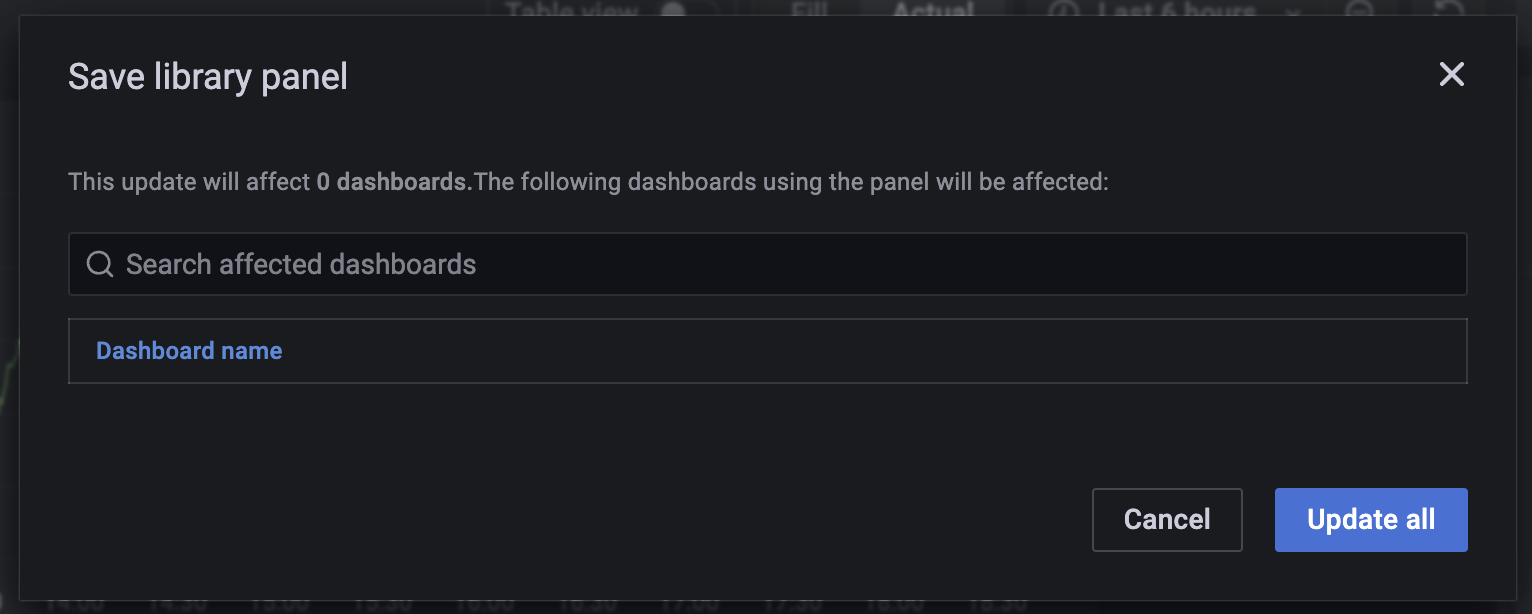 Table view Fill Actual Last 6 hours
Save library panel
This update will affect 0 dashboards.The following dashboards using the panel will be affected:
Search affected dashboards
Dashboard name
Cancel Update all
14:00 14:30 15:00 15:30 16:00 16:30 17:00 17:30 18:00 18:30